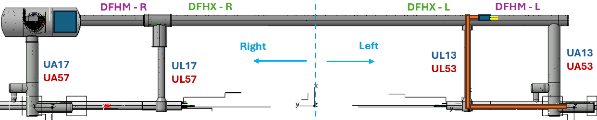 DFHM - R
DFHX - R
DFHX - L
DFHM - L
Right
Left
UA17
UA57
UL17
UL57
UL13
UL53
UA13
UA53